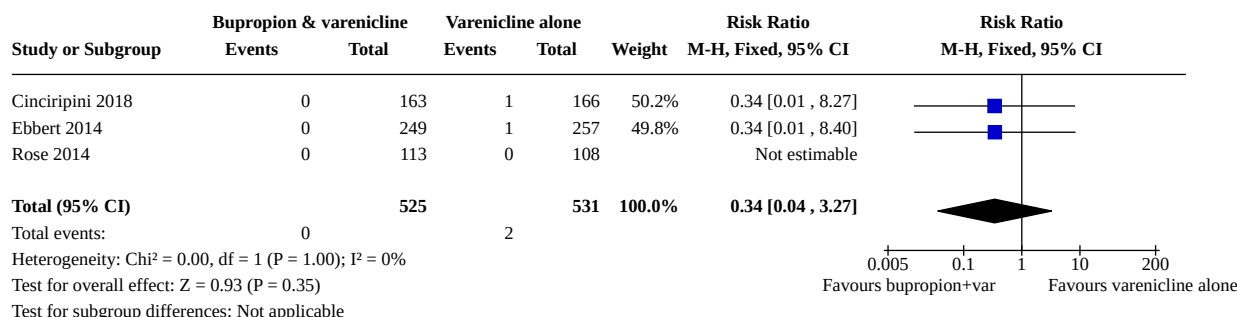 Bupropion & varenicline Varenicline alone Risk Ratio Risk Ratio
Study or Subgroup Events Total Events Total Weight M-H, Fixed, 95% CI M-H, Fixed, 95% CI
Cinciripini 2018 0 163 1 166 50.2% 0.34 [0.01 , 8.27]
Ebbert 2014 0 249 1 257 49.8% 0.34 [0.01 , 8.40]
Rose 2014 0 113 0 108 Not estimable
Total (95% CI) 525 531 100.0% 0.34 [0.04 , 3.27]
Total events: 0 2
Heterogeneity: Chi² = 0.00, df = 1 (P = 1.00); I² = 0%
0.005 0.1 1 10 200
Test for overall effect: Z = 0.93 (P = 0.35) Favours bupropion+var Favours varenicline alone
Test for subgroup differences: Not applicable